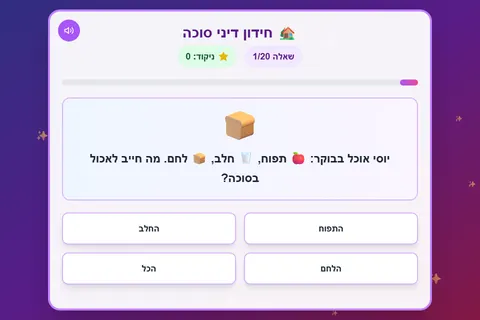 חידון דיני סוכה
שאלה 1/20
ניקוד: 0
יוסי אוכל בבוקר: תפוח, חלב, לחם. מה חייב לאכול
בסוכה?
התפוח
החלב
הלחם
הכל